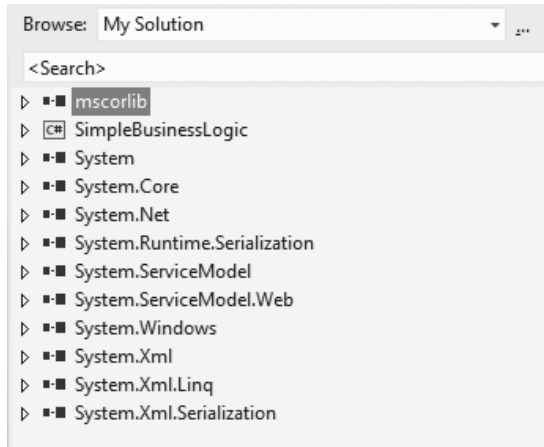 Browse: My Solution ...
<Search>
mscorlib
C# SimpleBusinessLogic
System
System.Core
System.Net
System.Runtime.Serialization
System.ServiceModel
System.ServiceModel.Web
System.Windows
System.Xml
System.Xml.Linq
System.Xml.Serialization